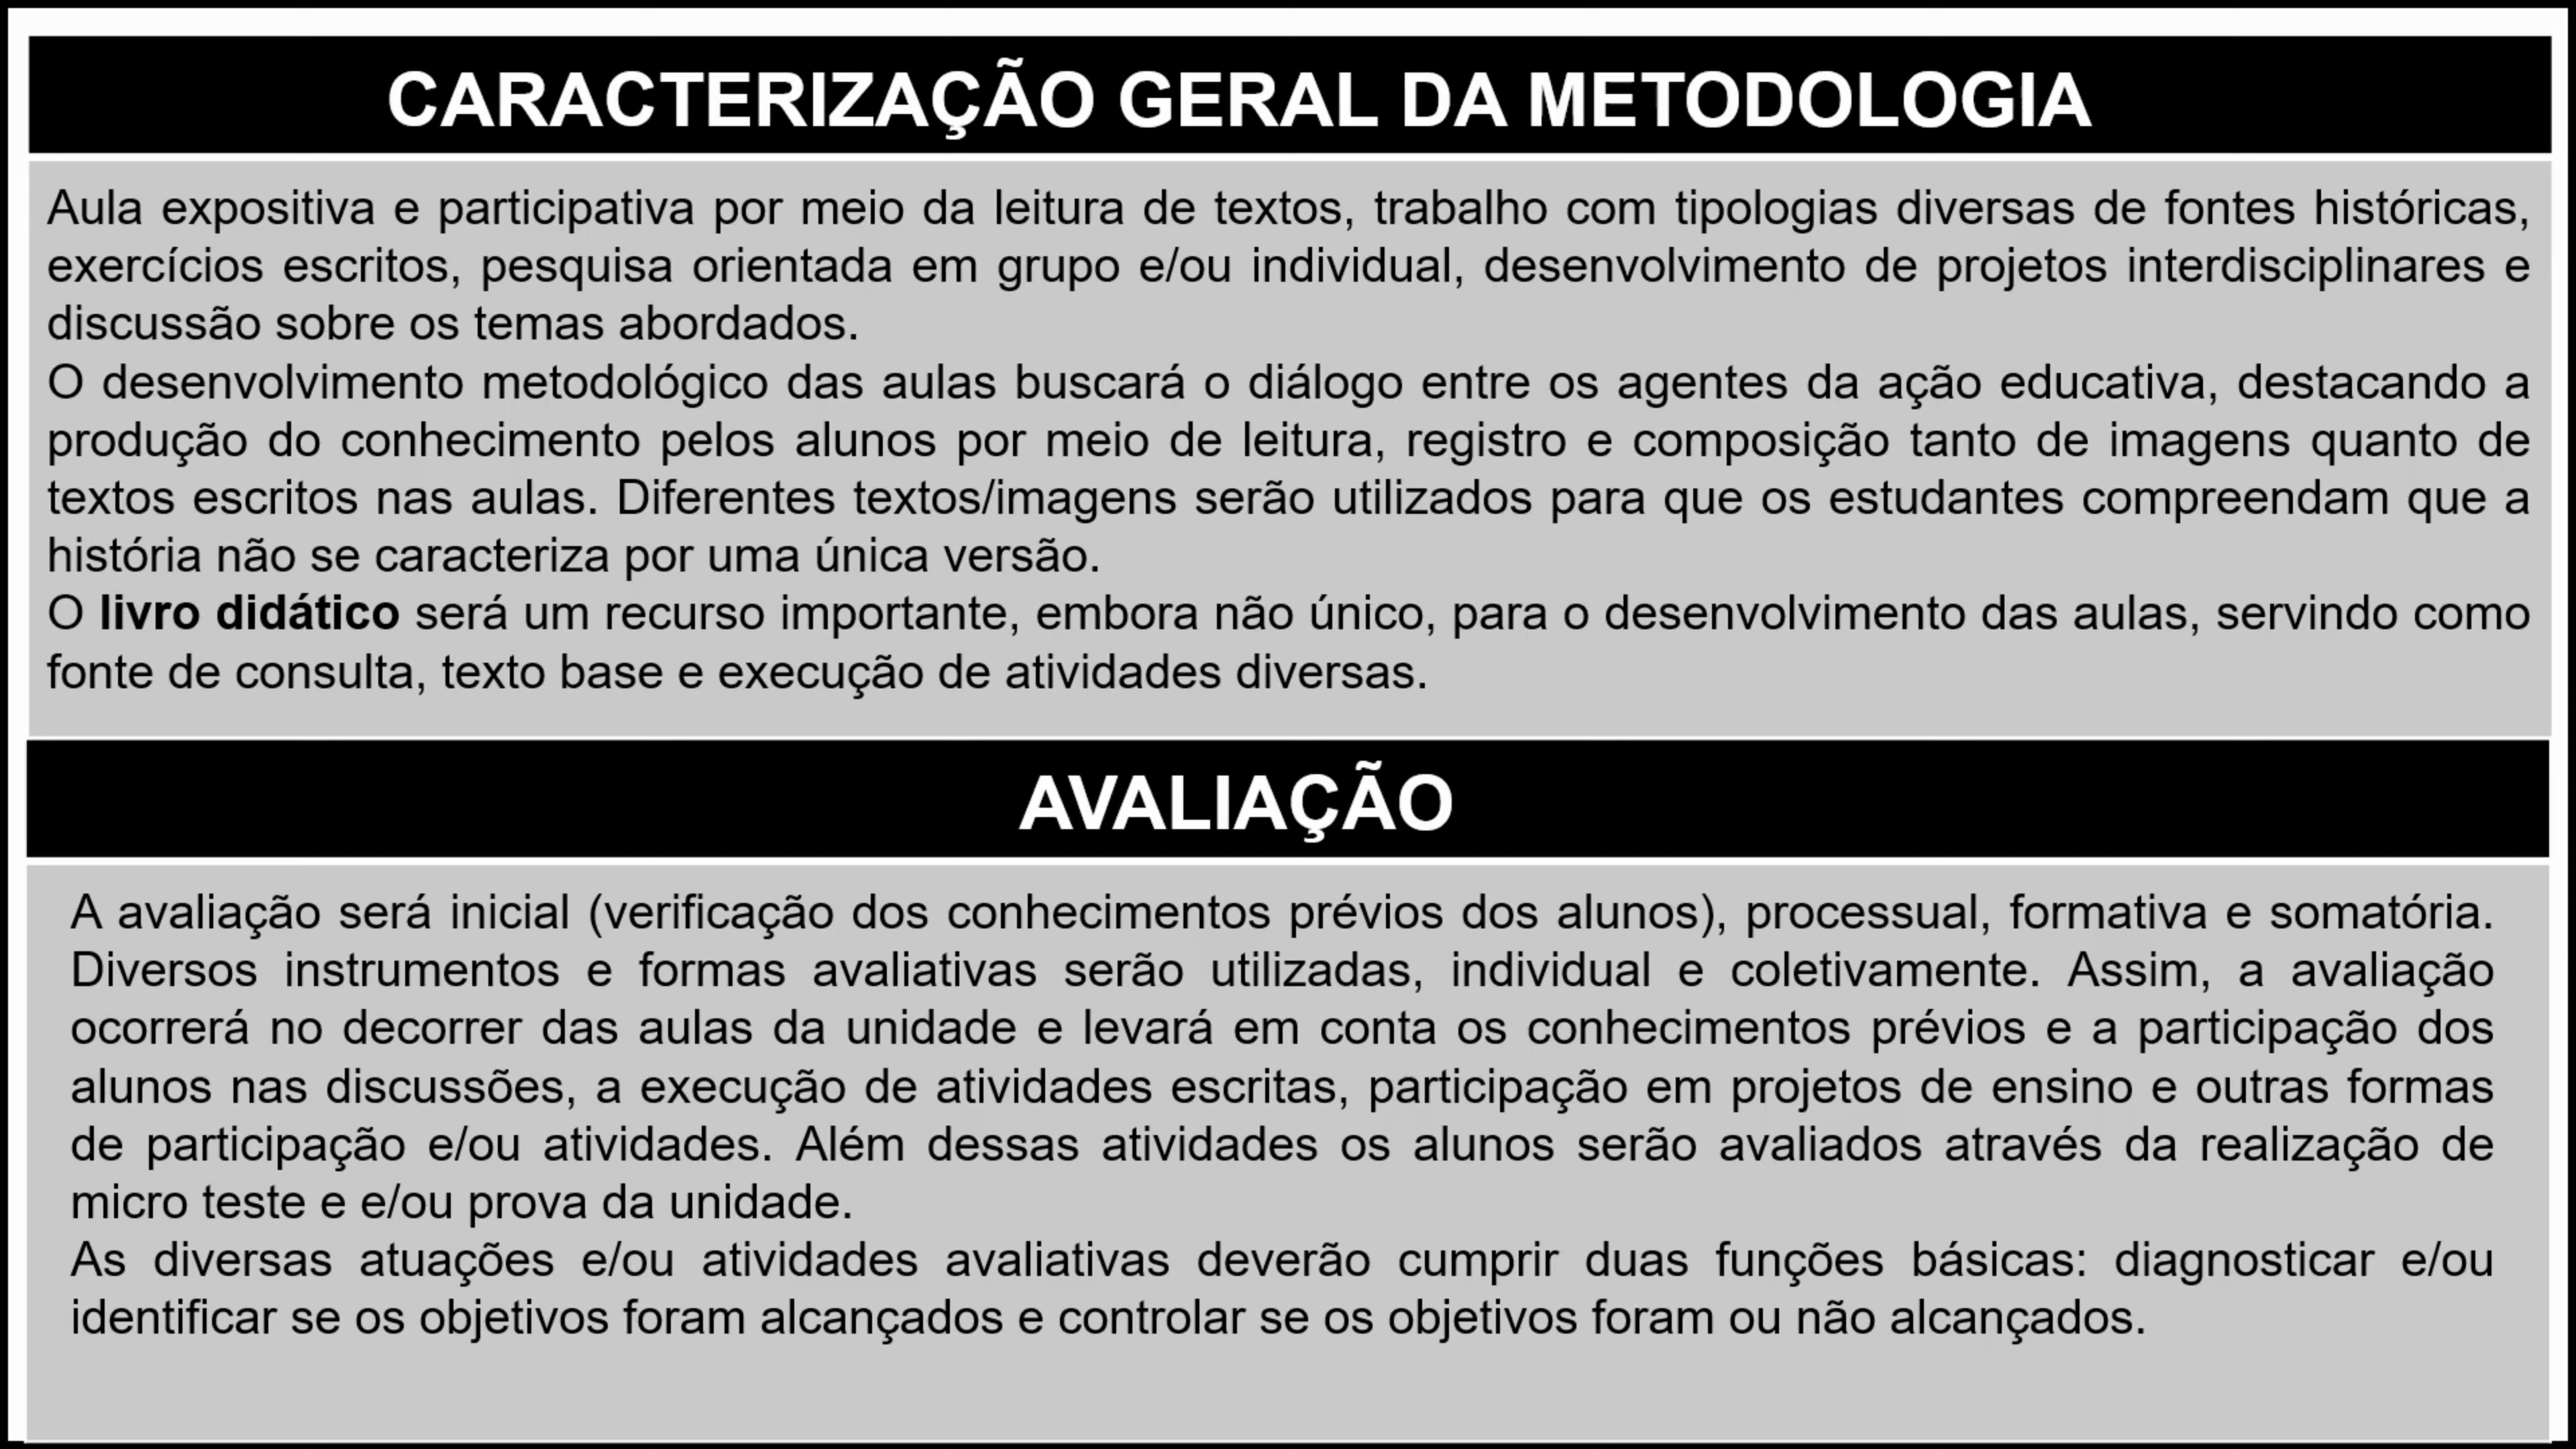 CARACTERIZAÇÃO GERAL DA METODOLOGIA
Aula expositiva e participativa por meio da leitura de textos, trabalho com tipologias diversas de fontes históricas,
exercícios escritos, pesquisa orientada em grupo e/ou individual, desenvolvimento de projetos interdisciplinares e
discussão sobre os temas abordados.
O desenvolvimento metodológico das aulas buscará o diálogo entre os agentes da ação educativa, destacando a
produção do conhecimento pelos alunos por meio de leitura, registro e composição tanto de imagens quanto de
textos escritos nas aulas. Diferentes textos/imagens serão utilizados para que os estudantes compreendam que a
história não se caracteriza por uma única versão.
O livro didático será um recurso importante, embora não único, para o desenvolvimento das aulas, servindo como
fonte de consulta, texto base e execução de atividades diversas.
AVALIAÇÃO
A avaliação será inicial (verificação dos conhecimentos prévios dos alunos), processual, formativa e somatória.
Diversos instrumentos e formas avaliativas serão utilizadas, individual e coletivamente. Assim, a avaliação
ocorrerá no decorrer das aulas da unidade e levará em conta os conhecimentos prévios e a participação dos
alunos nas discussões, a execução de atividades escritas, participação em projetos de ensino e outras formas
de participação e/ou atividades. Além dessas atividades os alunos serão avaliados através da realização de
micro teste e e/ou prova da unidade.
As diversas atuações e/ou atividades avaliativas deverão cumprir duas funções básicas: diagnosticar e/ou
identificar se os objetivos foram alcançados e controlar se os objetivos foram ou não alcançados.